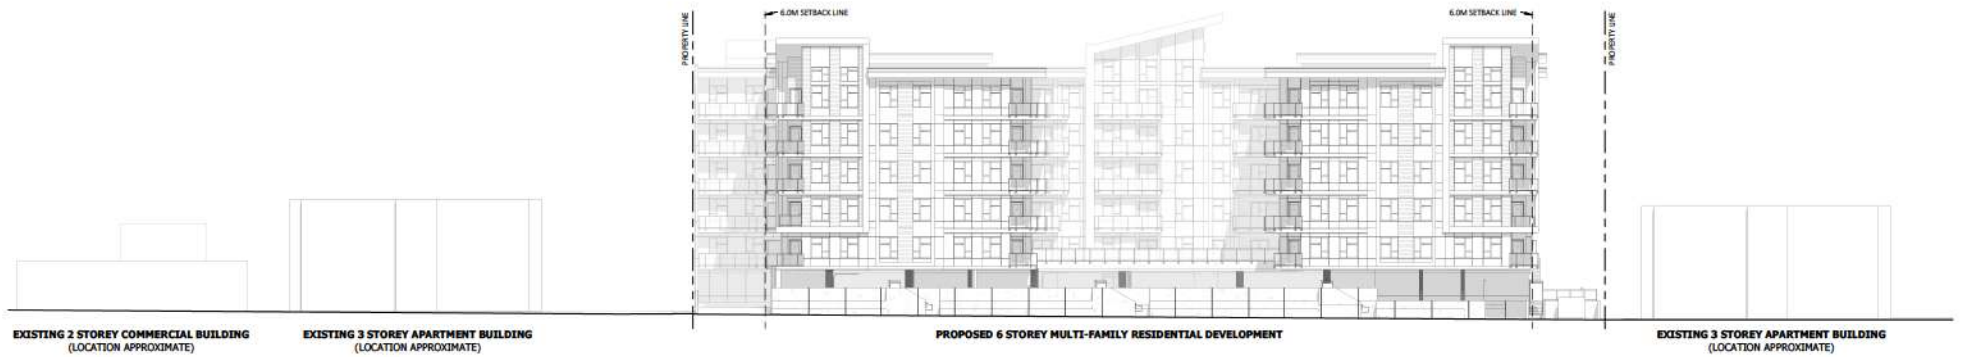 6.0M SETBACK LINE
6.0M SETBACK LINE
PROPERTY LINE
PROPERTY LINE
EXISTING 2 STOREY COMMERCIAL BUILDING
(LOCATION APPROXIMATE)
EXISTING 3 STOREY APARTMENT BUILDING
(LOCATION APPROXIMATE)
PROPOSED 6 STOREY MULTI-FAMILY RESIDENTIAL DEVELOPMENT
EXISTING 3 STOREY APARTMENT BUILDING
(LOCATION APPROXIMATE)